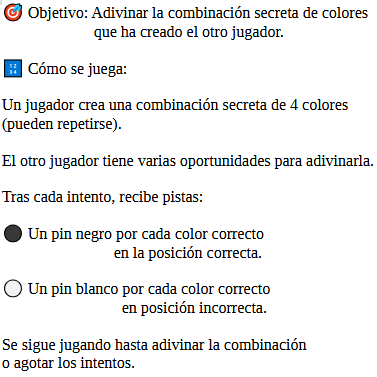 🎯 Objetivo: Adivinar la combinación secreta de colores
que ha creado el otro jugador.
🔢 Cómo se juega:
Un jugador crea una combinación secreta de 4 colores
(pueden repetirse).
El otro jugador tiene varias oportunidades para adivinarla.
Tras cada intento, recibe pistas:
⚫ Un pin negro por cada color correcto
en la posición correcta.
⚪ Un pin blanco por cada color correcto
en posición incorrecta.
Se sigue jugando hasta adivinar la combinación
o agotar los intentos.